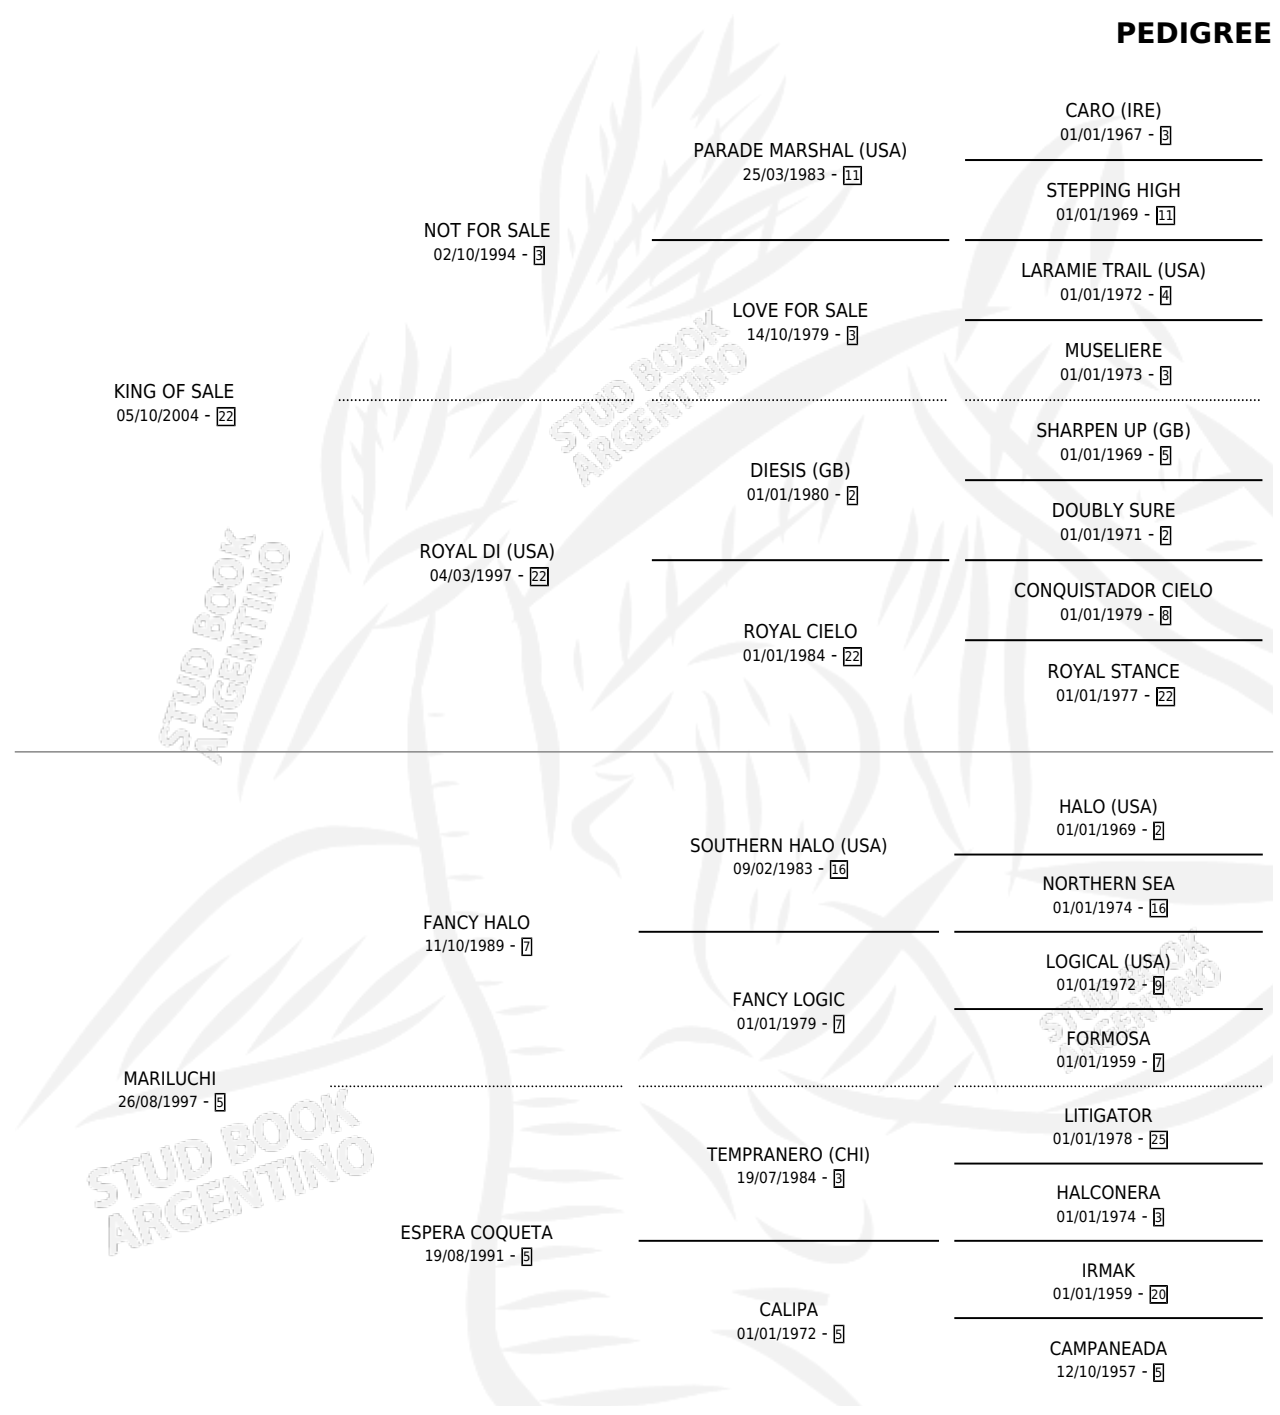 PEDIGREE
CARO (IRE)
01/01/1967 - 3
PARADE MARSHAL (USA)
25/03/1983 - 11
STEPPING HIGH
01/01/1969 - 11
NOT FOR SALE
02/10/1994 - 3
LARAMIE TRAIL (USA)
01/01/1972 - 4
LOVE FOR SALE
14/10/1979 - 3
MUSELIERE
01/01/1973 - 3
KING OF SALE
05/10/2004 - 22
SHARPEN UP (GB)
01/01/1969 - 5
DIESIS (GB)
01/01/1980 - 2
DOUBLY SURE
01/01/1971 - 2
ROYAL DI (USA)
04/03/1997 - 22
CONQUISTADOR CIELO
01/01/1979 - 8
ROYAL CIELO
01/01/1984 - 22
ROYAL STANCE
01/01/1977 - 22
HALO (USA)
01/01/1969 - 2
SOUTHERN HALO (USA)
09/02/1983 - 16
NORTHERN SEA
01/01/1974 - 16
FANCY HALO
11/10/1989 - 7
LOGICAL (USA)
01/01/1972 - 9
FANCY LOGIC
01/01/1979 - 7
FORMOSA
01/01/1959 - 7
MARILUCHI
26/08/1997 - 5
LITIGATOR
01/01/1978 - 25
TEMPRANERO (CHI)
19/07/1984 - 3
HALCONERA
01/01/1974 - 3
ESPERA COQUETA
19/08/1991 - 5
IRMAK
01/01/1959 - 20
CALIPA
01/01/1972 - 5
CAMPANEADA
12/10/1957 - 5
STUD BOOK
ARGENTINO
STUD BOOK
ARGENTINO
STUD BOOK
ARGENTINO
STUD BOOK
ARGENTINO